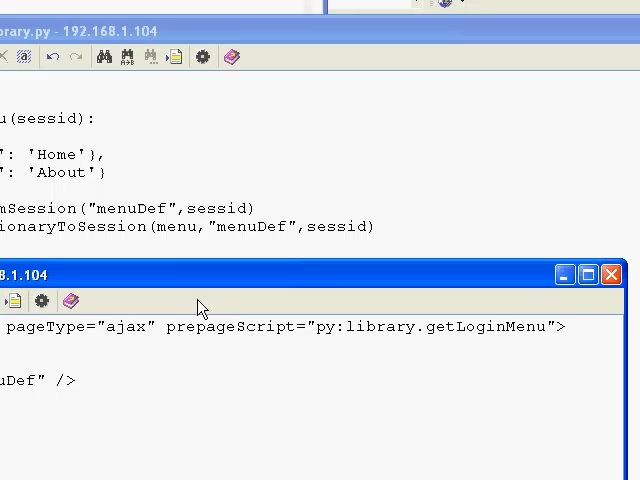 brary.py - 192.168.1.104
u(sessid):
': 'Home'},
': 'About'}
mSession("menuDef",sessid)
ionaryToSession(menu,"menuDef",sessid)
8.1.104
pageType="ajax" prepageScript="py:library.getLoginMenu">
uDef" />